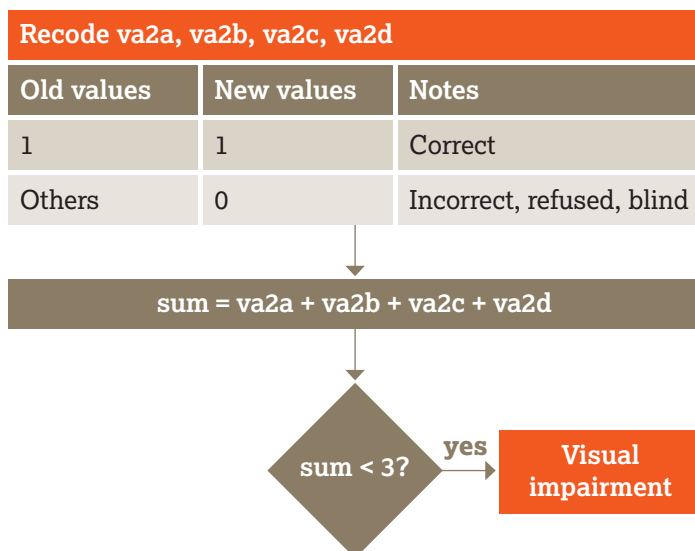 Recode va2a, va2b, va2c, va2d
Old values New values Notes
1 1 Correct
Others 0 Incorrect, refused, blind
sum = va2a + va2b + va2c + va2d
sum < 3?
yes
Visual
impairment